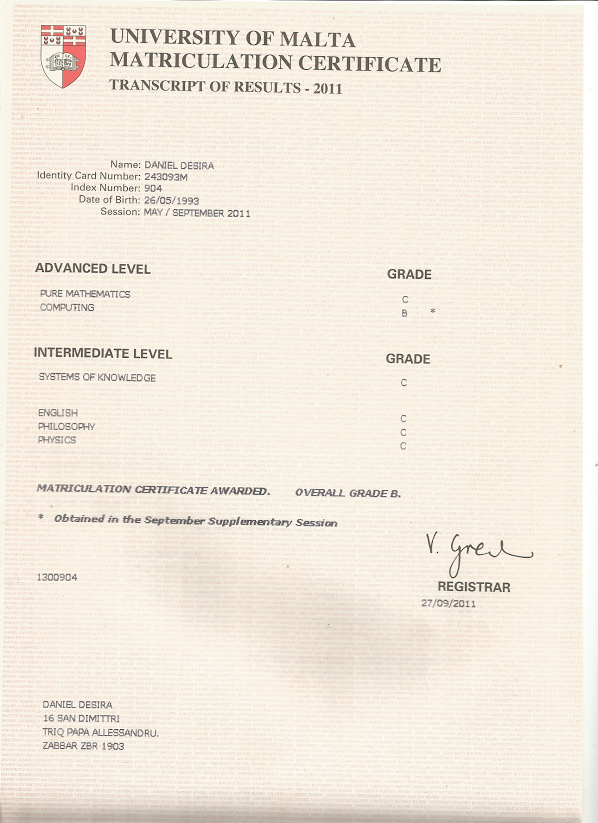 UNIVERSITY OF MALTA
MATRICULATION CERTIFICATE
TRANSCRIPT OF RESULTS - 2011
Name: DANIEL DESIRA
Identity Card Number: 243093M
Index Number: 904
Date of Birth: 26/05/1993
Session: MAY / SEPTEMBER 2011
ADVANCED LEVEL GRADE
PURE MATHEMATICS C
COMPUTING B *
INTERMEDIATE LEVEL GRADE
SYSTEMS OF KNOWLEDGE C
ENGLISH C
PHILOSOPHY C
PHYSICS C
MATRICULATION CERTIFICATE AWARDED. OVERALL GRADE B.
* Obtained in the September Supplementary Session
V.
1300904
REGISTRAR
27/09/2011
DANIEL DESIRA
16 SAN DIMITTRI
TRIQ PAPA ALLESSANDRU.
ZABBAR ZBR 1903